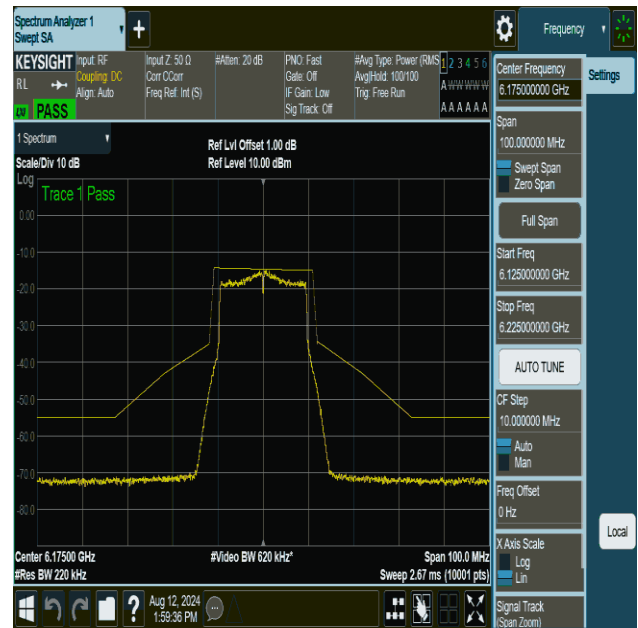 Spectrum Analyzer 1
Swept SA
+
Frequency
KEYSIGHT
RL
PASS
Input: RF
Coupling: DC
Align: Auto
Input Z: 50 Ω
Corr CCorr
Freq Ref: Int (S)
#Atten: 20 dB
PNO: Fast
Gate: Off
IF Gain: Low
Sig Track: Off
#Avg Type: Power (RMS
Avg|Hold: 100/100
Trig: Free Run
1 2 3 4 5 6
A W W W W W
A A A A A A
1 Spectrum
Scale/Div 10 dB
Ref Lvl Offset 1.00 dB
Ref Level 10.00 dBm
Log
Trace 1 Pass
0.00
-10.0
-30.0
-40.0
-50.0
-60.0
-70.0
-80.0
Center 6.17500 GHz
#Video BW 620 kHz*
Span 100.0 MHz
#Res BW 220 kHz
Sweep 2.67 ms (10001 pts)
Aug 12, 2024
1:59:36 PM
Center Frequency
6.175000000 GHz
Settings
Span
100.000000 MHz
Swept Span
Zero Span
Full Span
Start Freq
6.125000000 GHz
Stop Freq
6.225000000 GHz
AUTO TUNE
CF Step
10.000000 MHz
Auto
Man
Freq Offset
0 Hz
X Axis Scale
Log
Lin
Local
Signal Track
(Span Zoom)